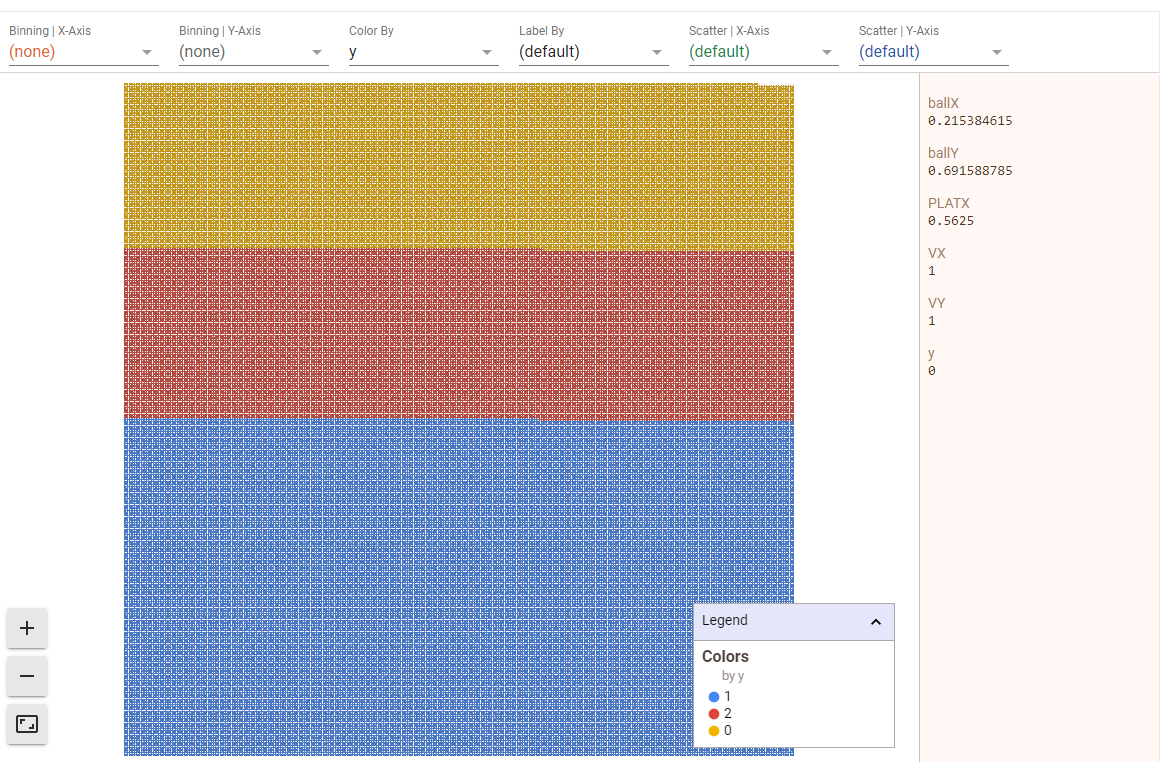 Binning | X-Axis Binning | Y-Axis Color By Label By Scatter | X-Axis Scatter | Y-Axis
(none) (none) y (default) (default) (default)
ballX
0.215384615
ballY
0.691588785
PLATX
0.5625
VX
1
VY
1
y
0
Legend
Colors
by y
1
2
0